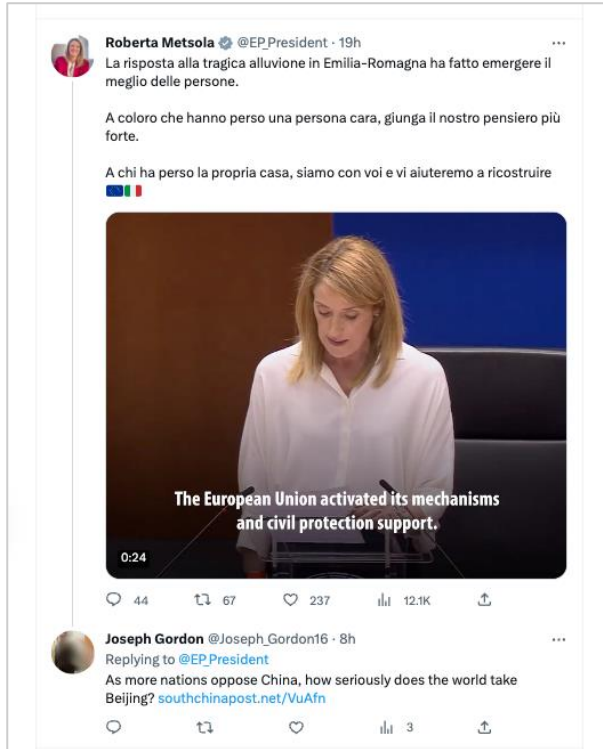 Roberta Metsola @EP_President · 19h
La risposta alla tragica alluvione in Emilia-Romagna ha fatto emergere il
meglio delle persone.
A coloro che hanno perso una persona cara, giunga il nostro pensiero più
forte.
A chi ha perso la propria casa, siamo con voi e vi aiuteremo a ricostruire
The European Union activated its mechanisms
and civil protection support.
0:24
44 67 237 12.1K
Joseph Gordon @Joseph_Gordon16 · 8h
Replying to @EP_President
As more nations oppose China, how seriously does the world take
Beijing? southchinapost.net/VuAfn
3